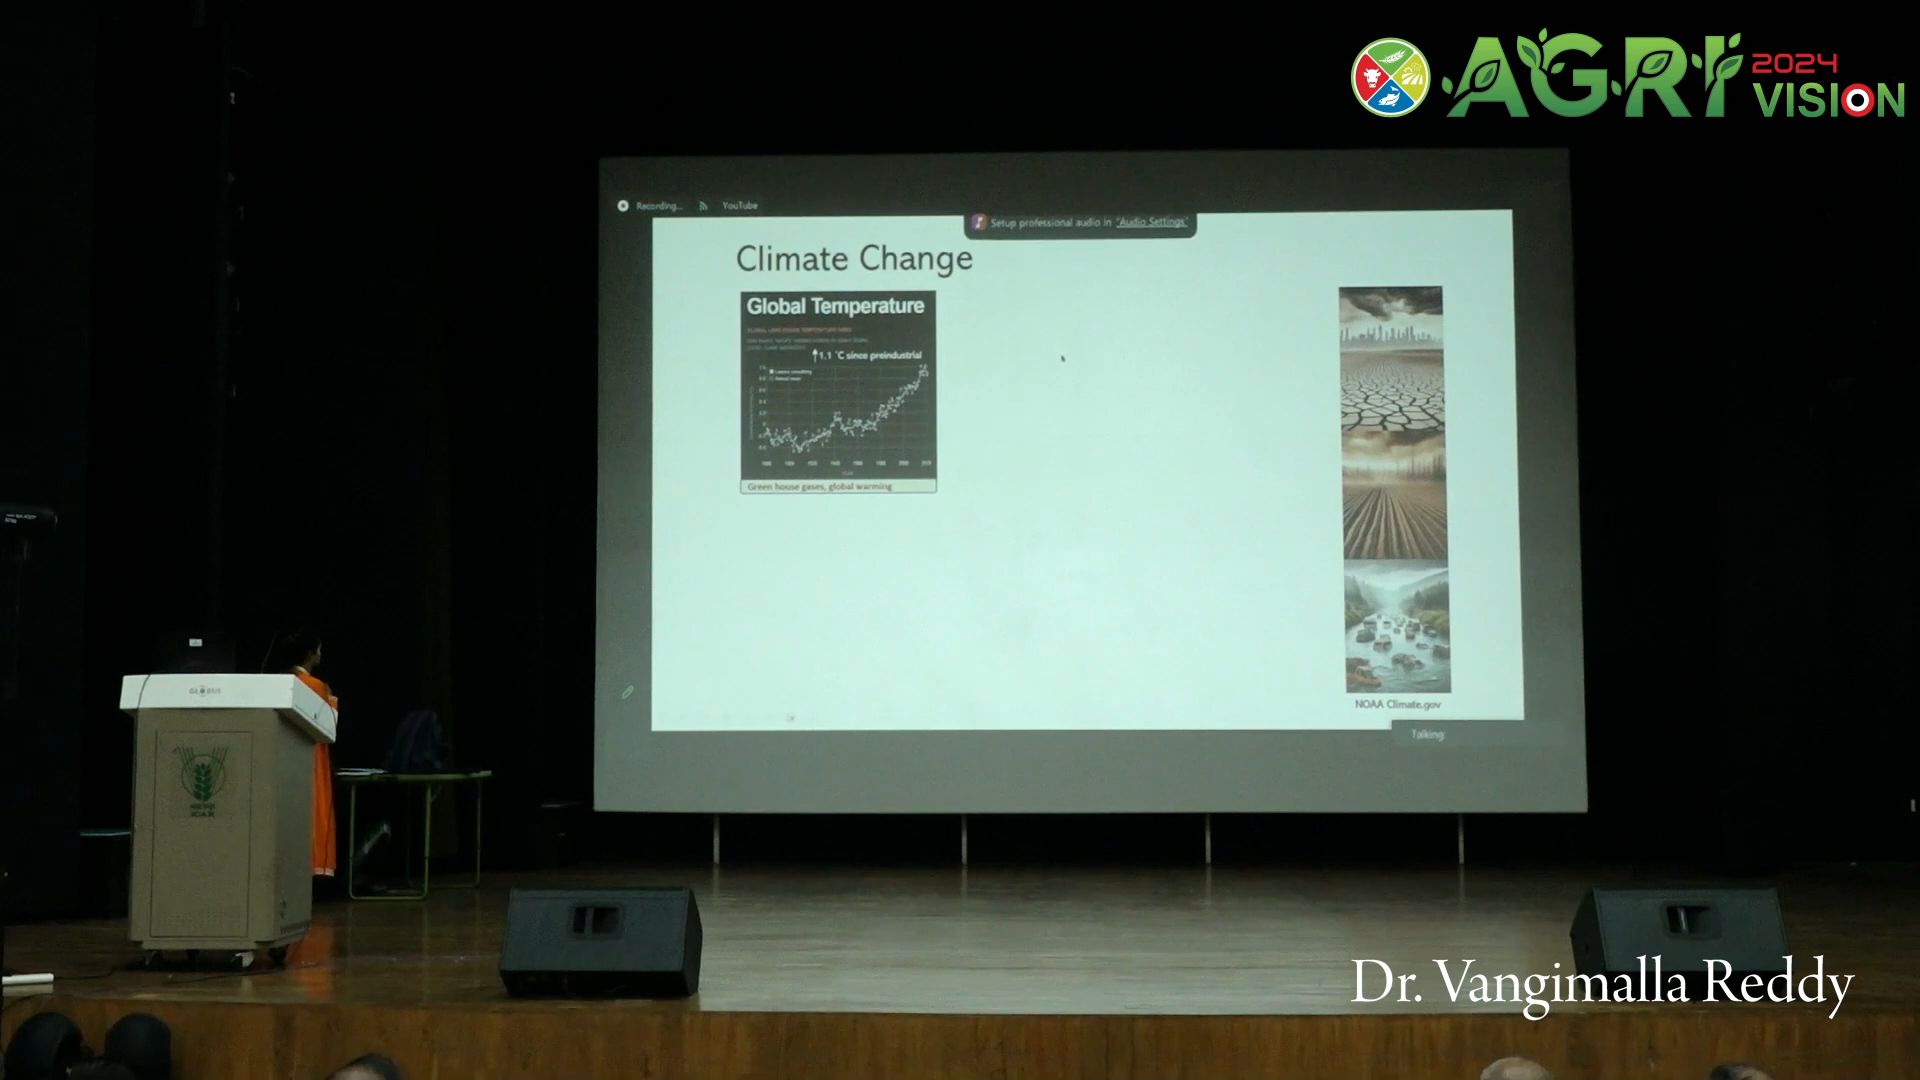 AGRI 2024
VISION
Recording... YouTube
Setup professional audio in "Audio Settings"
Climate Change
Global Temperature
1.1 °C since preindustrial
Green house gases, global warming
NOAA Climate.gov
Talking:
Dr. Vangimalla Reddy